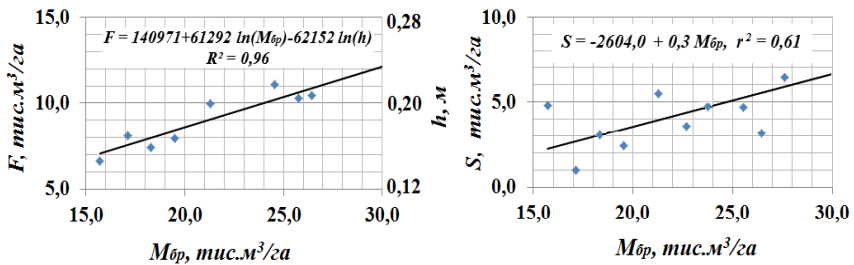 F, тис.м³/га
15,0
10,0
5,0
F = 140971+61292 ln(Mбр)-62152 ln(h)
R² = 0,96
0,28
0,20
0,12
h, м
15,0 20,0 25,0 30,0
Mбр, тис.м³/га
S, тис.м³/га
10,0
5,0
0,0
S = -2604,0 + 0,3 Mбр, r² = 0,61
15,0 20,0 25,0 30,0
Mбр, тис.м³/га